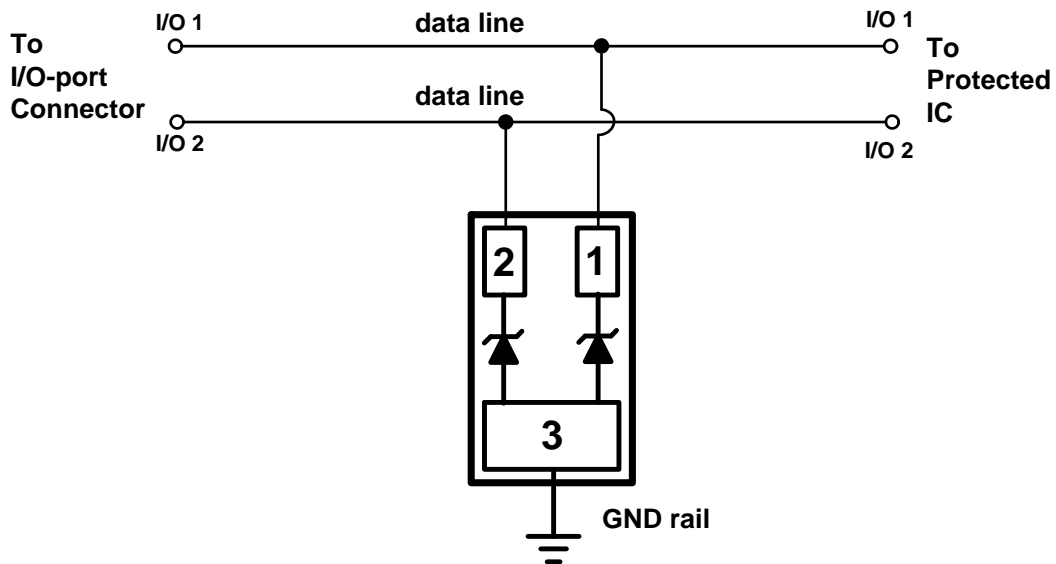 I/O 1
data line
I/O 1
To
I/O-port
Connector
To
Protected
IC
data line
I/O 2
I/O 2
2
1
3
GND rail